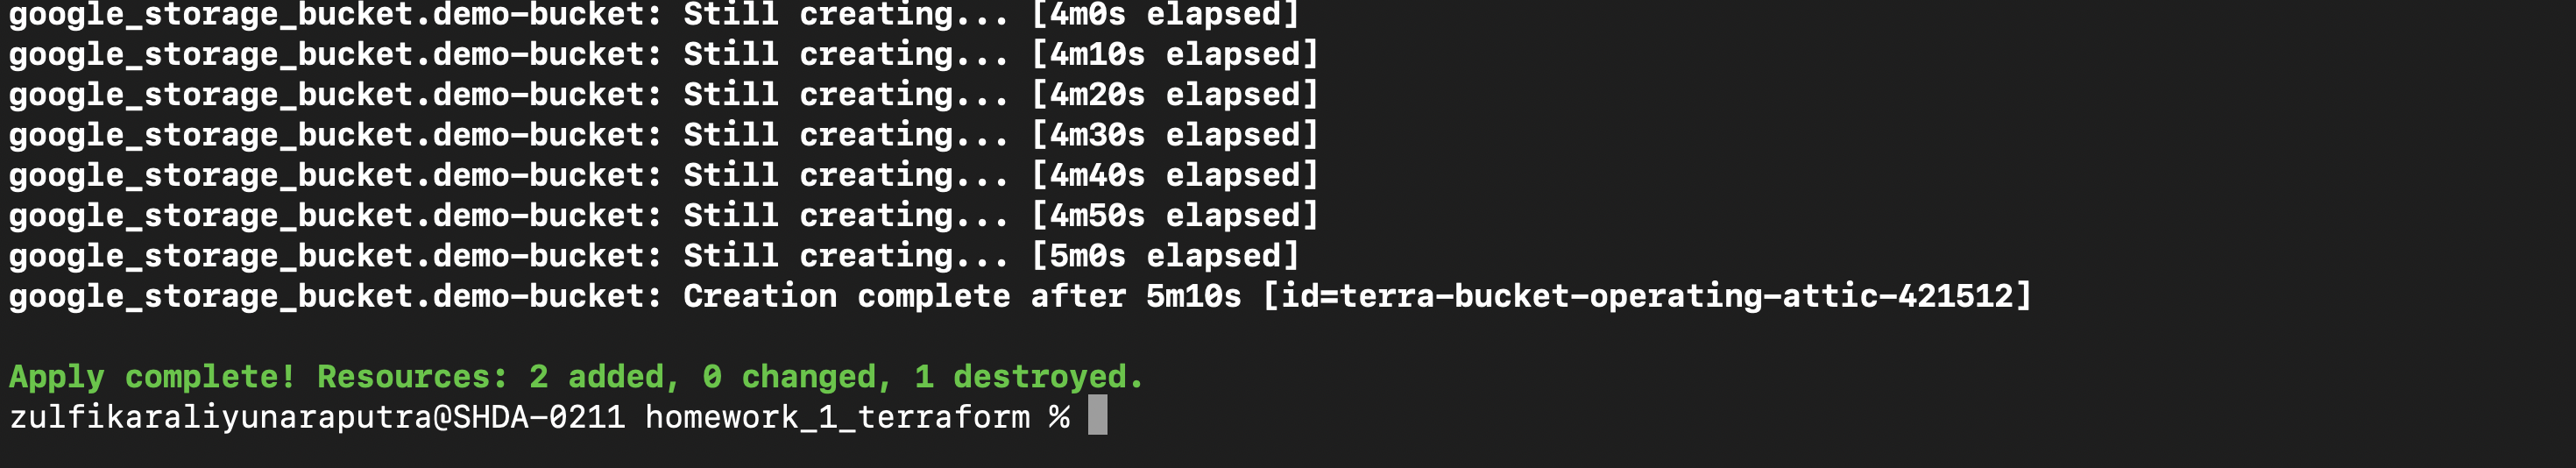 google_storage_bucket.demo-bucket: Still creating... [4m0s elapsed]
google_storage_bucket.demo-bucket: Still creating... [4m10s elapsed]
google_storage_bucket.demo-bucket: Still creating... [4m20s elapsed]
google_storage_bucket.demo-bucket: Still creating... [4m30s elapsed]
google_storage_bucket.demo-bucket: Still creating... [4m40s elapsed]
google_storage_bucket.demo-bucket: Still creating... [4m50s elapsed]
google_storage_bucket.demo-bucket: Still creating... [5m0s elapsed]
google_storage_bucket.demo-bucket: Creation complete after 5m10s [id=terra-bucket-operating-attic-421512]
Apply complete! Resources: 2 added, 0 changed, 1 destroyed.
zulfikaraliyunaraputra@SHDA-0211 homework_1_terraform %